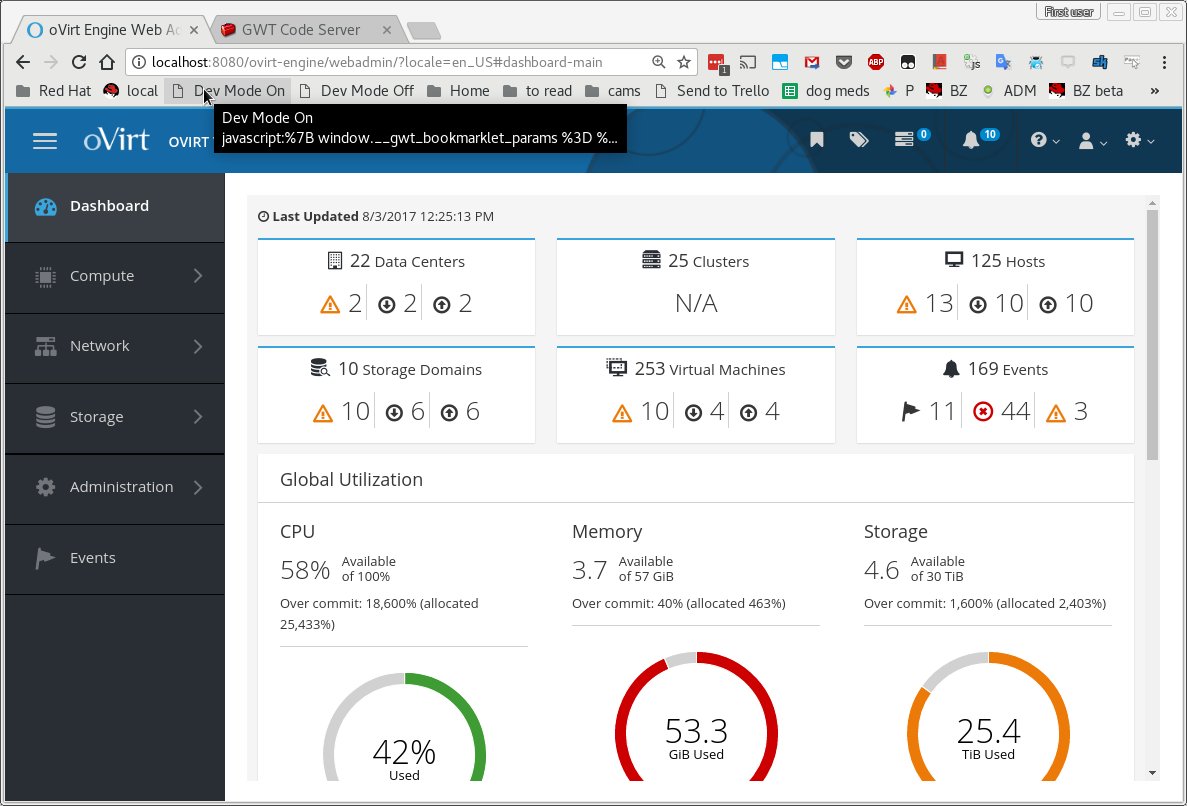 First user
oVirt Engine Web Ad
GWT Code Server
localhost:8080/ovirt-engine/webadmin/?locale=en_US#dashboard-main
1
ABP
js
P
Red Hat
local
Dev Mode On
Dev Mode Off
Home
to read
cams
Send to Trello
dog meds
P
BZ
ADM
BZ beta
»
Dev Mode On
javascript:%7B window.__gwt_bookmarklet_params %3D %...
oVirt
OVIRT
0
10
Dashboard
Compute
Network
Storage
Administration
Events
Last Updated 8/3/2017 12:25:13 PM
22 Data Centers
2 2 2
25 Clusters
N/A
125 Hosts
13 10 10
10 Storage Domains
10 6 6
253 Virtual Machines
10 4 4
169 Events
11 44 3
Global Utilization
CPU
58% Available
of 100%
Over commit: 18,600% (allocated
25,433%)
42%
Used
Memory
3.7 Available
of 57 GiB
Over commit: 40% (allocated 463%)
53.3
GiB Used
Storage
4.6 Available
of 30 TiB
Over commit: 1,600% (allocated 2,403%)
25.4
TiB Used